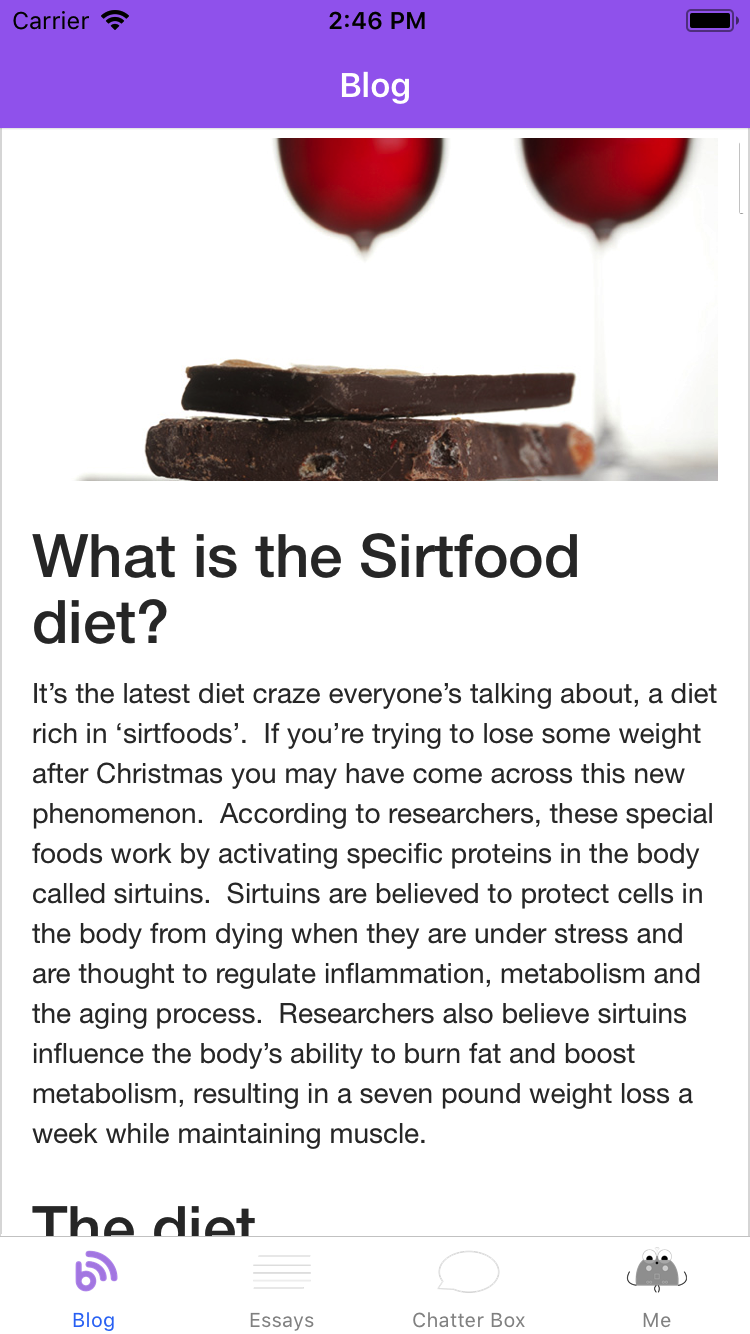 Carrier 2:46 PM
Blog
What is the Sirtfood
diet?
It’s the latest diet craze everyone’s talking about, a diet
rich in ‘sirtfoods’.  If you’re trying to lose some weight
after Christmas you may have come across this new
phenomenon.  According to researchers, these special
foods work by activating specific proteins in the body
called sirtuins.  Sirtuins are believed to protect cells in
the body from dying when they are under stress and
are thought to regulate inflammation, metabolism and
the aging process.  Researchers also believe sirtuins
influence the body’s ability to burn fat and boost
metabolism, resulting in a seven pound weight loss a
week while maintaining muscle.
The diet
Blog Essays Chatter Box Me